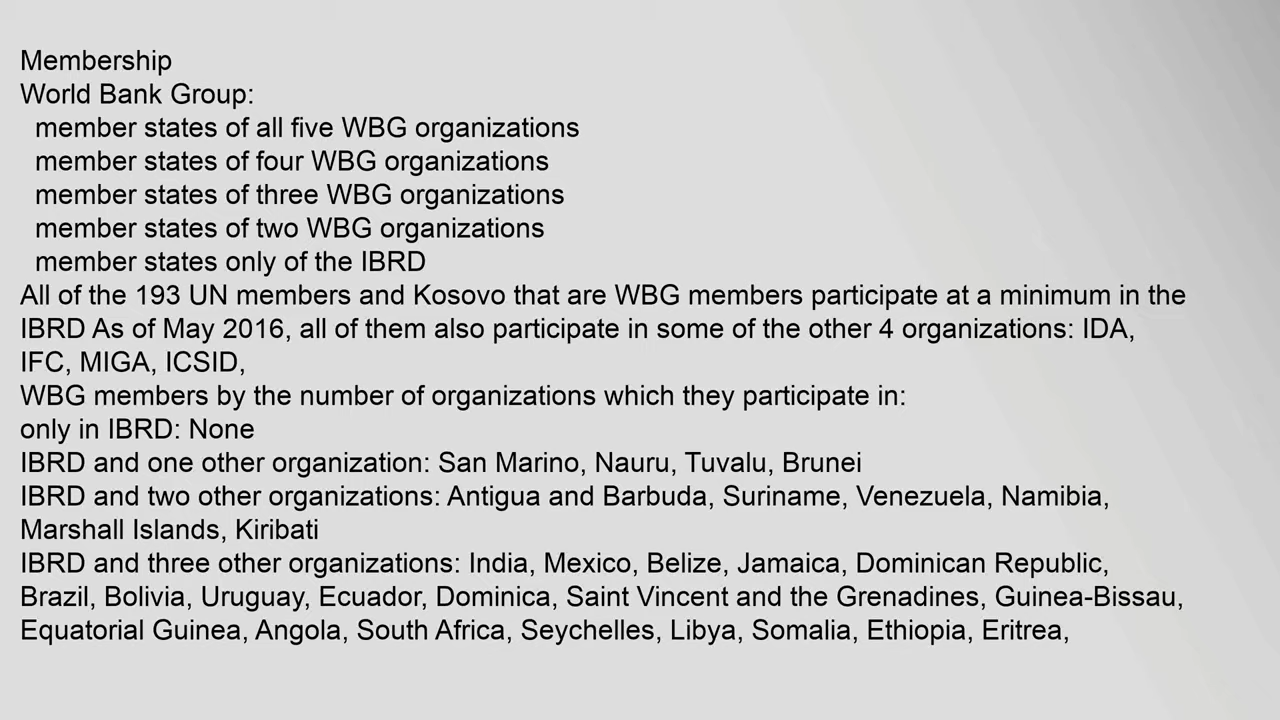 Membership
World Bank Group:
member states of all five WBG organizations
member states of four WBG organizations
member states of three WBG organizations
member states of two WBG organizations
member states only of the IBRD
All of the 193 UN members and Kosovo that are WBG members participate at a minimum in the
IBRD As of May 2016, all of them also participate in some of the other 4 organizations: IDA,
IFC, MIGA, ICSID,
WBG members by the number of organizations which they participate in:
only in IBRD: None
IBRD and one other organization: San Marino, Nauru, Tuvalu, Brunei
IBRD and two other organizations: Antigua and Barbuda, Suriname, Venezuela, Namibia,
Marshall Islands, Kiribati
IBRD and three other organizations: India, Mexico, Belize, Jamaica, Dominican Republic,
Brazil, Bolivia, Uruguay, Ecuador, Dominica, Saint Vincent and the Grenadines, Guinea-Bissau,
Equatorial Guinea, Angola, South Africa, Seychelles, Libya, Somalia, Ethiopia, Eritrea,